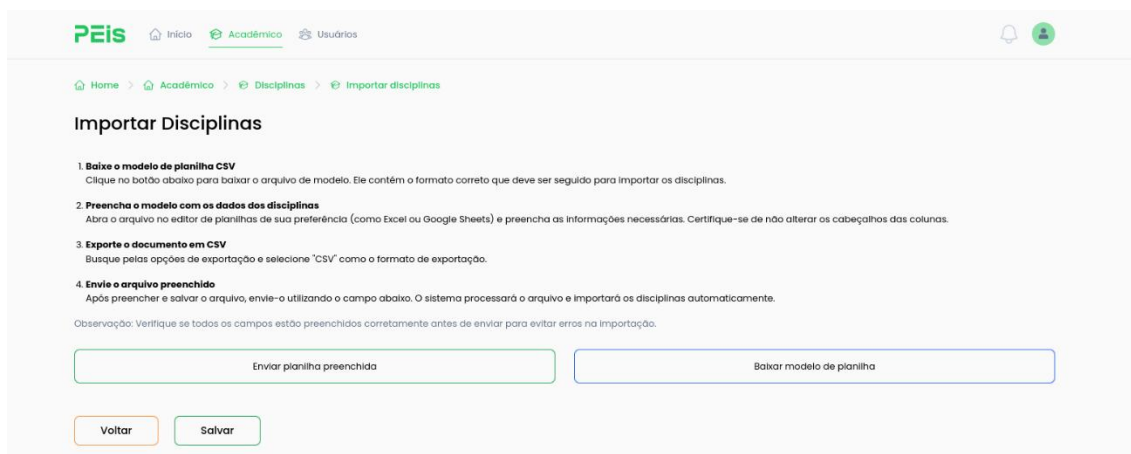 PEis Início Acadêmico Usuários
Home > Acadêmico > Disciplinas > Importar disciplinas
Importar Disciplinas
1. Baixe o modelo de planilha CSV
Clique no botão abaixo para baixar o arquivo de modelo. Ele contém o formato correto que deve ser seguido para importar os disciplinas.
2. Preencha o modelo com os dados dos disciplinas
Abra o arquivo no editor de planilhas de sua preferência (como Excel ou Google Sheets) e preencha as informações necessárias. Certifique-se de não alterar os cabeçalhos das colunas.
3. Exporte o documento em CSV
Busque pelas opções de exportação e selecione "CSV" como o formato de exportação.
4. Envie o arquivo preenchido
Após preencher e salvar o arquivo, envie-o utilizando o campo abaixo. O sistema processará o arquivo e importará os disciplinas automaticamente.
Observação: Verifique se todos os campos estão preenchidos corretamente antes de enviar para evitar erros na importação.
Enviar planilha preenchida Baixar modelo de planilha
Voltar Salvar